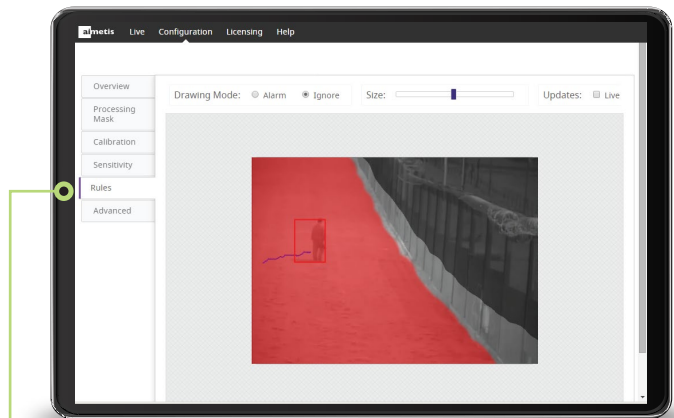 aimetis Live Configuration Licensing Help
Drawing Mode: Alarm Ignore Size: Updates: Live
Overview
Processing
Mask
Calibration
Sensitivity
Rules
Advanced